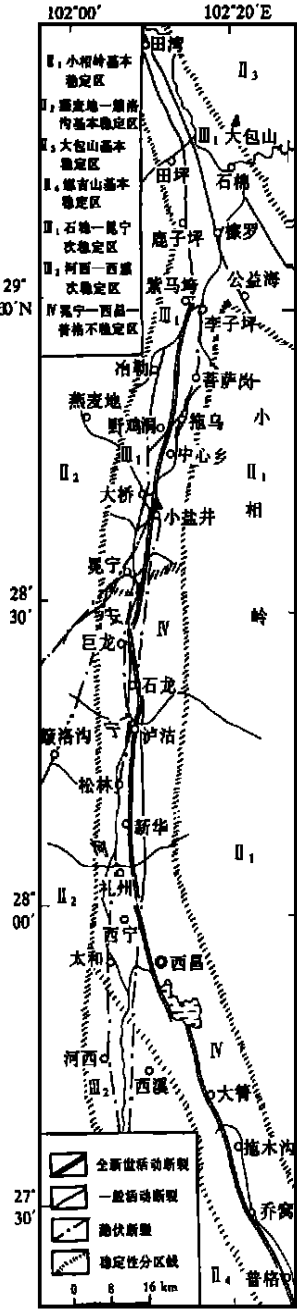 102°00′
102°20′
Ⅱ₁ 小相岭基本
稳定区
Ⅱ₂ 燕麦地—
沟基本稳定区
Ⅱ₃ 大包山基本
稳定区
Ⅱ₄ 螺髻山基本
稳定区
Ⅲ₁ 石棉—冕宁
次稳定区
Ⅲ₂ 河西—西溪
次稳定区
Ⅳ 冕宁—西昌—
普格不稳定区
田湾
Ⅱ₃
Ⅲ₁
大包山
田坪
石棉
鹿子坪
擦罗
29°
30′N
紫马垮
公益海
Ⅲ₁
李子坪
冶勒
菩萨岗
燕麦地
野鸡洞
拖乌
小
Ⅲ₁
中心乡
Ⅱ₁
Ⅱ₂
大桥
小盐井
相
冕宁
28°
30′
岭
安
Ⅳ
巨龙
石龙
宁
泸沽
洛沟
松林
新华
河
Ⅱ₁
礼州
Ⅱ₂
28°
00′
西宁
太和
西昌
河西
Ⅲ₂
西溪
Ⅳ
大箐
拖木沟
27°
30′
乔窝
Ⅱ₄
普格
全新世活动断裂
一般活动断裂
隐伏断裂
稳定性分区线
0 8 16 km